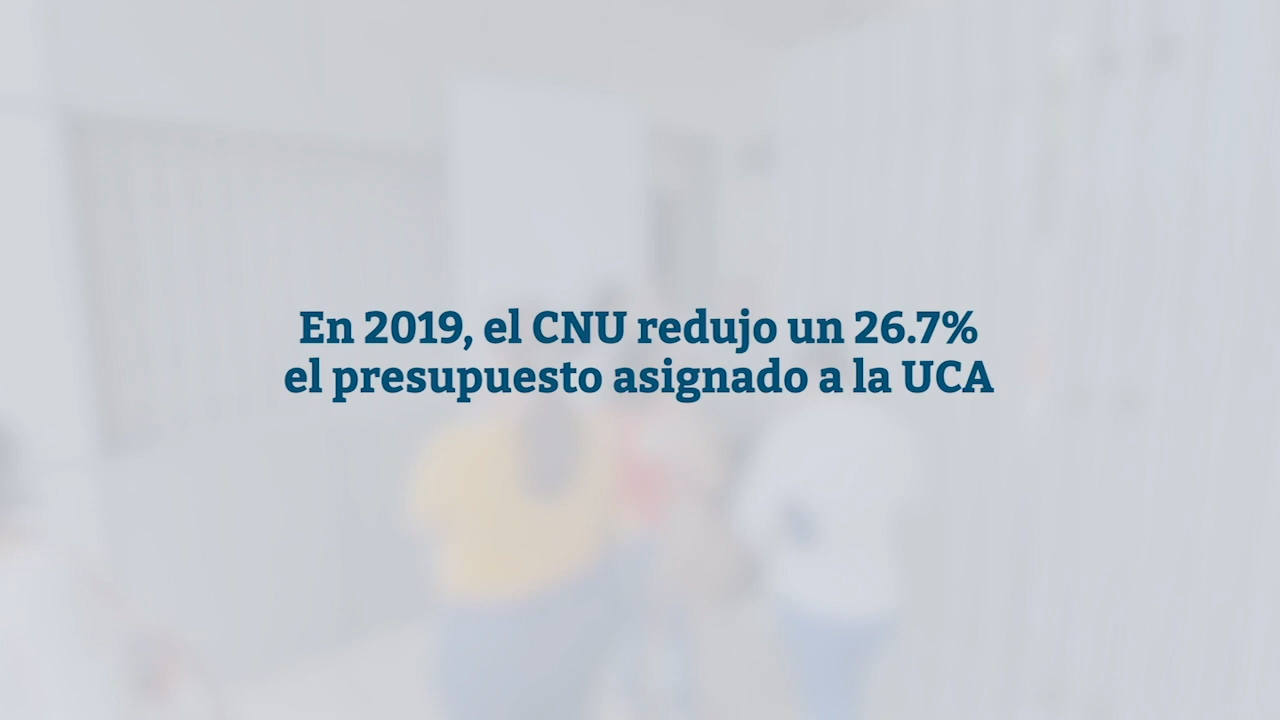 En 2019, el CNU redujo un 26.7%
el presupuesto asignado a la UCA